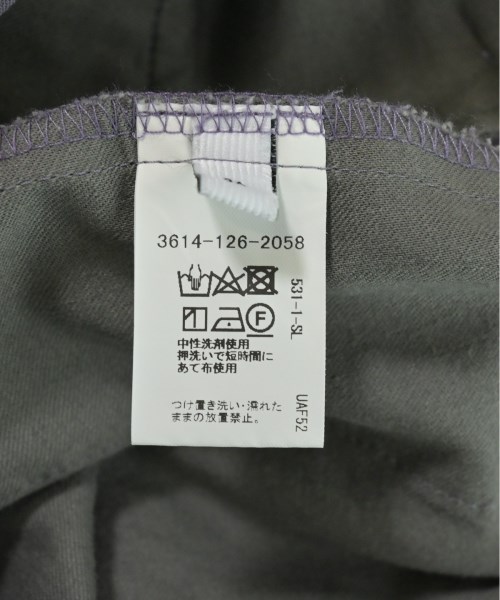 3614-126-2058
F
中性洗剤使用
押洗いで短時間に
あて布使用
つけ置き洗い・濡れた
ままの放置禁止。
531-1-SL
UAF52